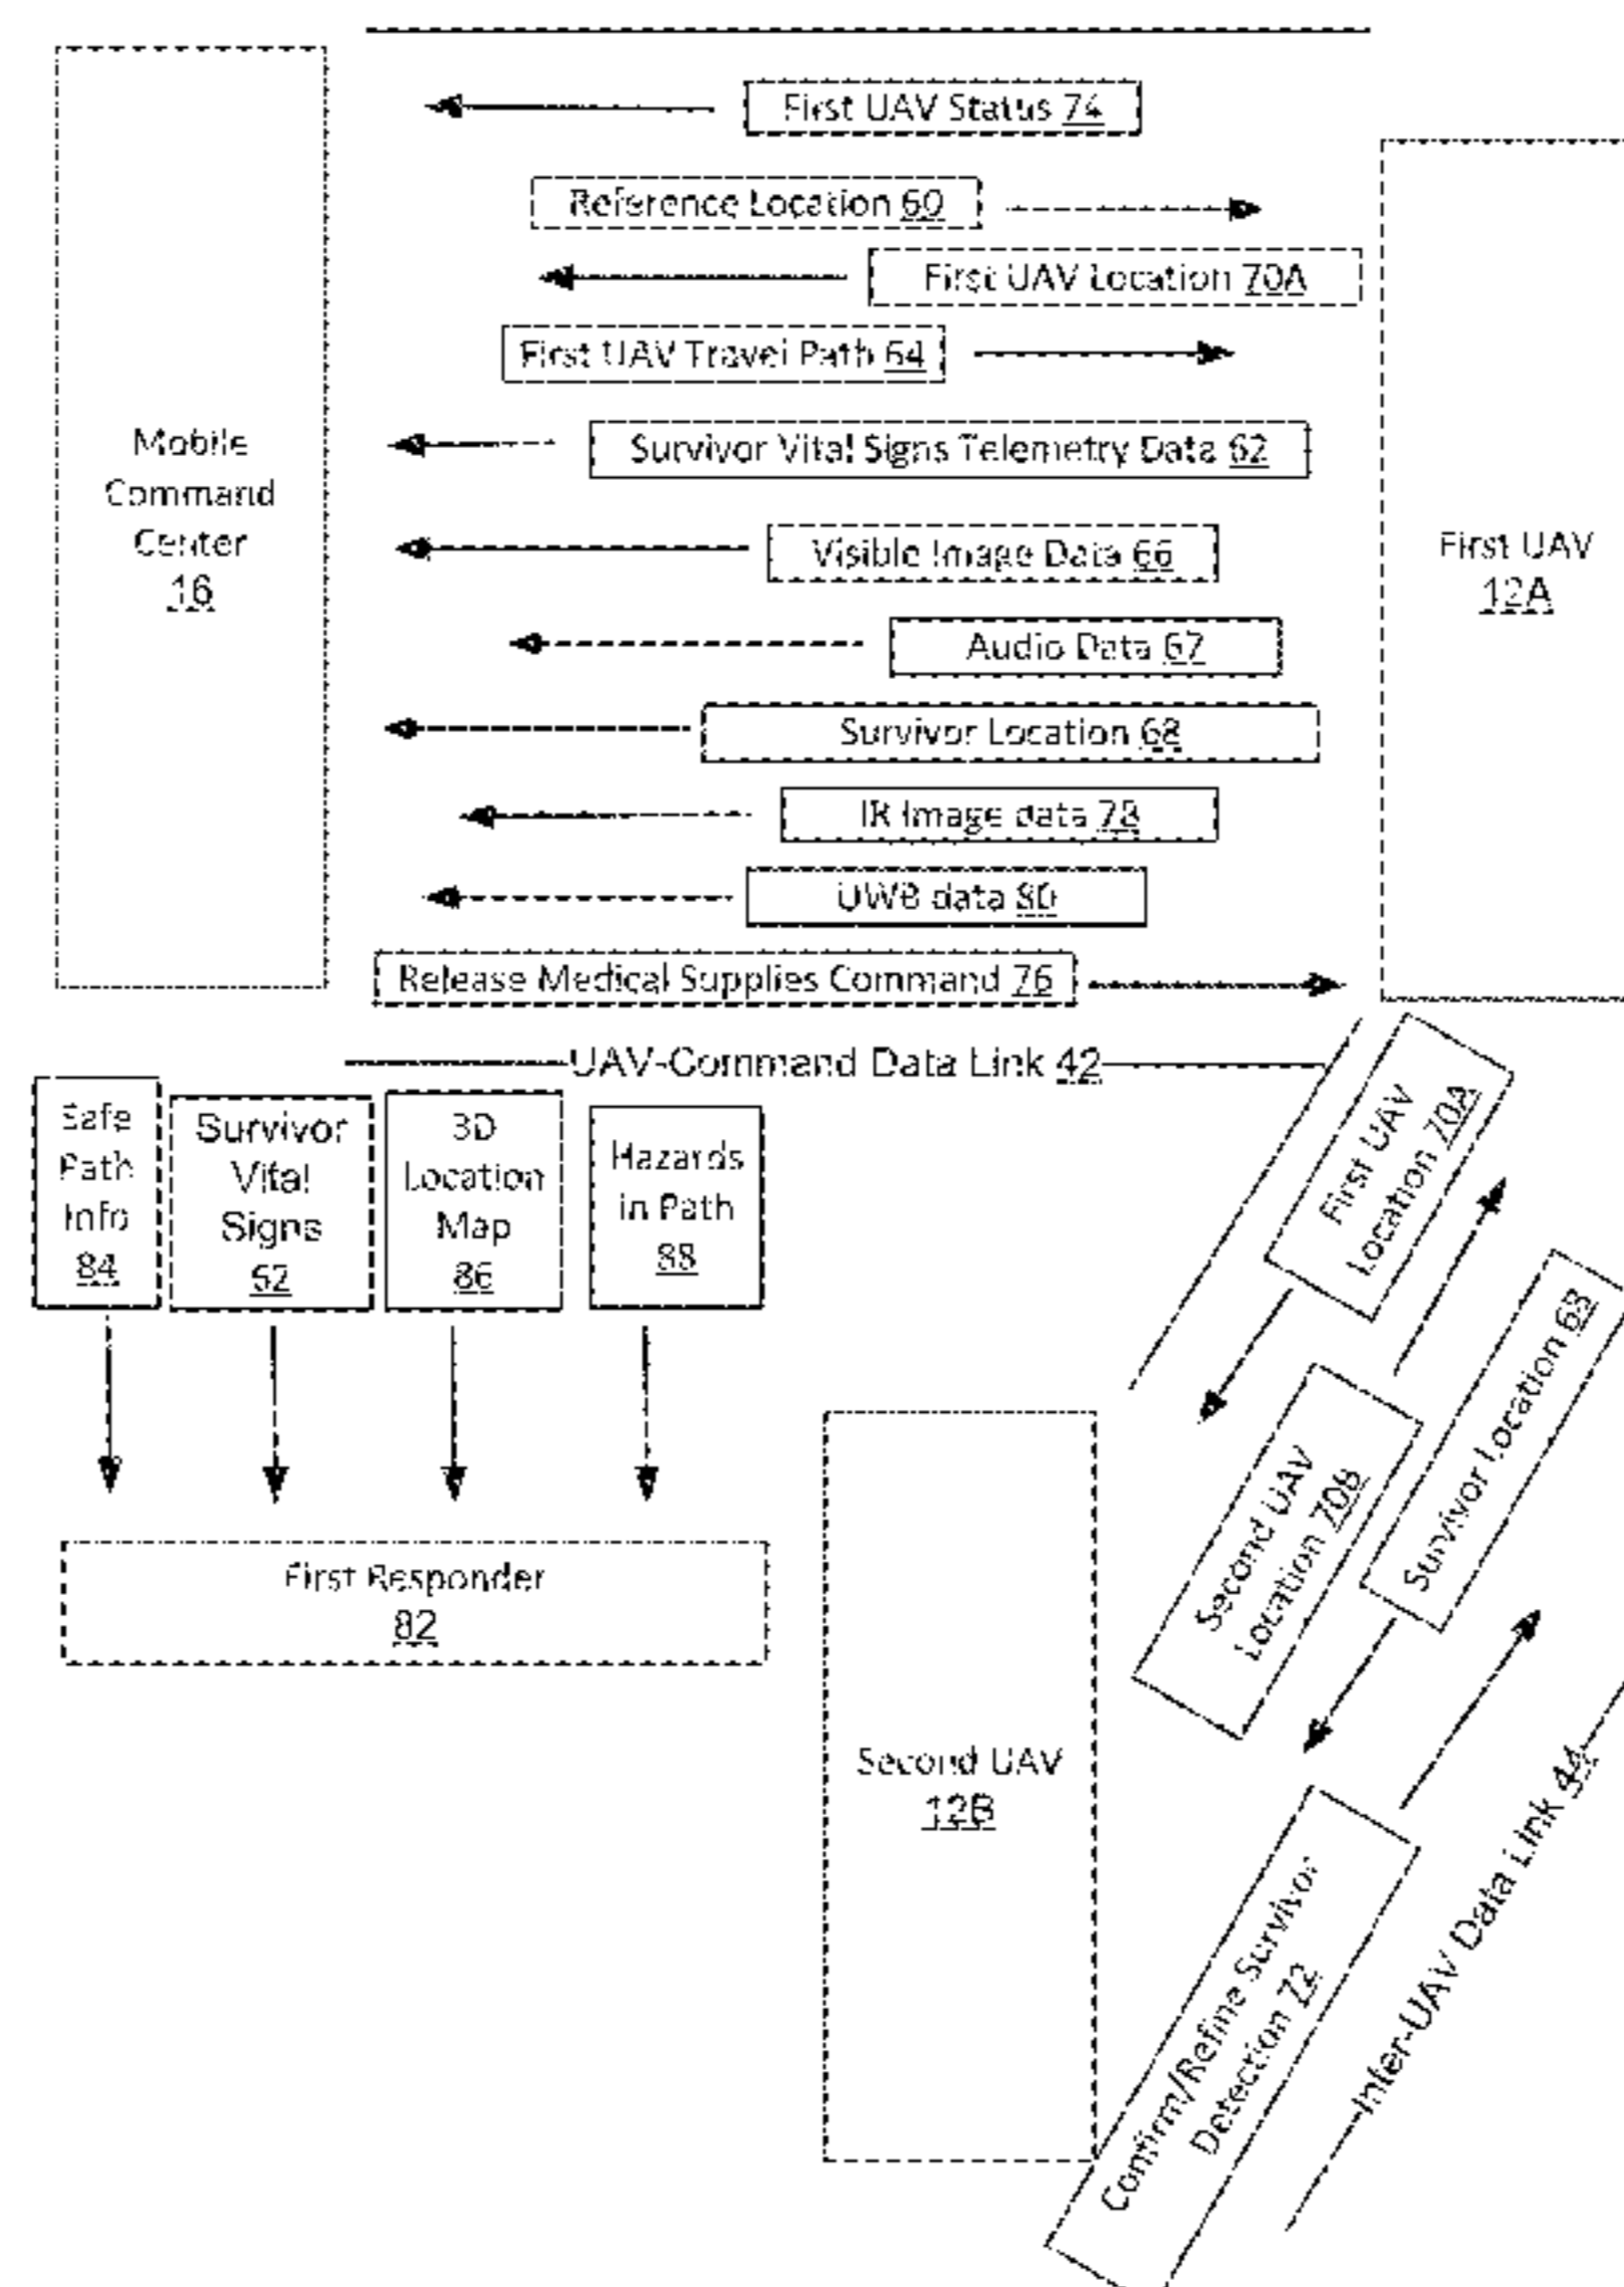 First UAV Status 74
Reference Location 60
First UAV Location 70A
First UAV Travel Path 64
Survivor Vital Signs Telemetry Data 62
Visible Image Data 66
Audio Data 67
Survivor Location 68
IR Image data 78
UWB data 80
Release Medical Supplies Command 76
UAV-Command Data Link 42
Mobile
Command
Center
16
First UAV
12A
Safe
Path
Info
84
Survivor
Vital
Signs
62
3D
Location
Map
86
Hazards
in Path
88
First Responder
82
Second UAV
12B
First UAV
Location 70A
Second UAV
Location 70B
Survivor Location 68
Confirm/Refine Survivor
Detection 72
Inter-UAV Data Link 44